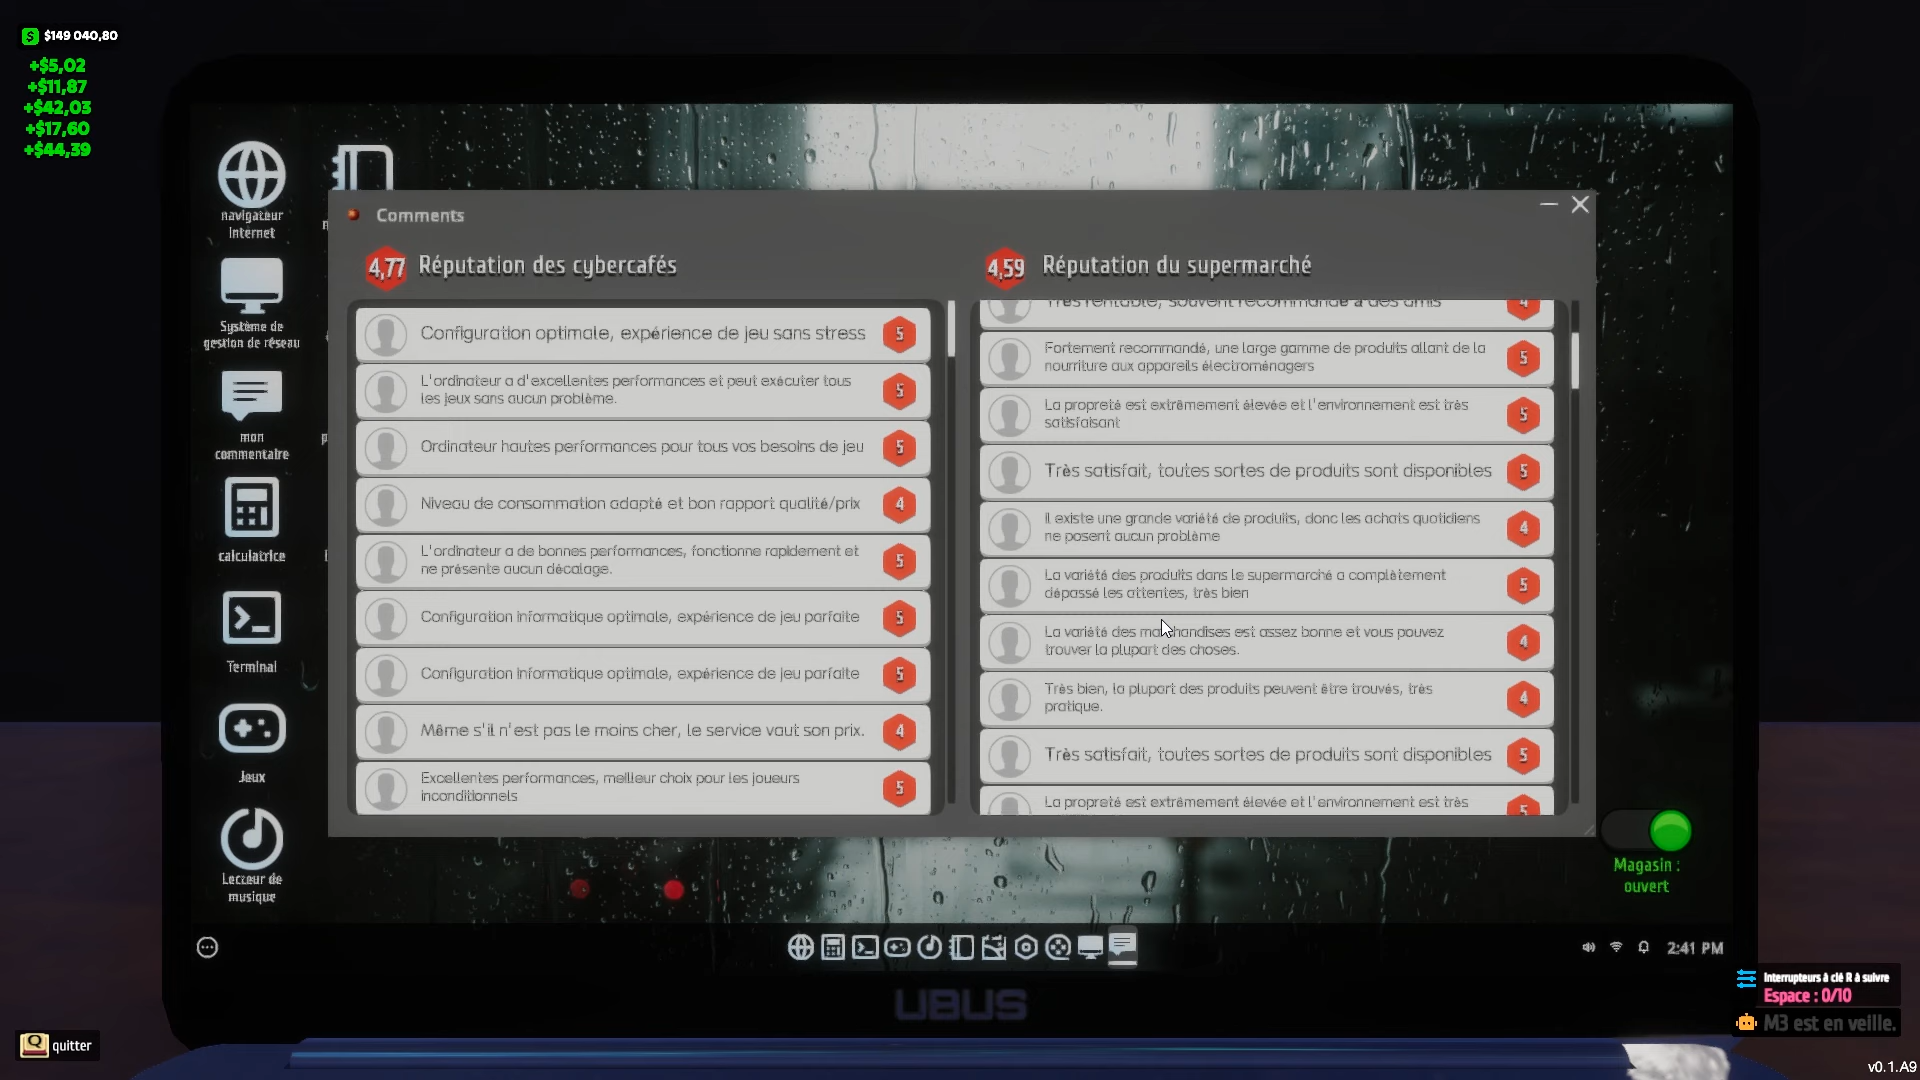 $149 040,80
+$5,02
+$11,87
+$42,03
+$17,60
+$44,39
navigateur
Internet
Système de
gestion de réseau
mon
commentaire
calculatrice
Terminal
Jeux
Lecteur de
musique
Comments
4,77 Réputation des cybercafés
Configuration optimale, expérience de jeu sans stress 5
L'ordinateur a d'excellentes performances et peut exécuter tous
les jeux sans aucun problème. 5
Ordinateur hautes performances pour tous vos besoins de jeu 5
Niveau de consommation adapté et bon rapport qualité/prix 4
L'ordinateur a de bonnes performances, fonctionne rapidement et
ne présente aucun décalage. 5
Configuration informatique optimale, expérience de jeu parfaite 5
Configuration informatique optimale, expérience de jeu parfaite 5
Même s'il n'est pas le moins cher, le service vaut son prix. 4
Excellentes performances, meilleur choix pour les joueurs
inconditionnels 5
4,59 Réputation du supermarché
Très rentable, souvent recommandé à des amis 4
Fortement recommandé, une large gamme de produits allant de la
nourriture aux appareils électroménagers 5
La propreté est extrêmement élevée et l'environnement est très
satisfaisant 5
Très satisfait, toutes sortes de produits sont disponibles 5
Il existe une grande variété de produits, donc les achats quotidiens
ne posent aucun problème 4
La variété des produits dans le supermarché a complètement
dépassé les attentes, très bien 5
La variété des marchandises est assez bonne et vous pouvez
trouver la plupart des choses. 4
Très bien, la plupart des produits peuvent être trouvés, très
pratique. 4
Très satisfait, toutes sortes de produits sont disponibles 5
La propreté est extrêmement élevée et l'environnement est très 5
Magasin :
ouvert
2:41 PM
UBUS
Interrupteurs à clé R à suivre
Espace : 0/10
M3 est en veille.
Q quitter
v0.1.A9